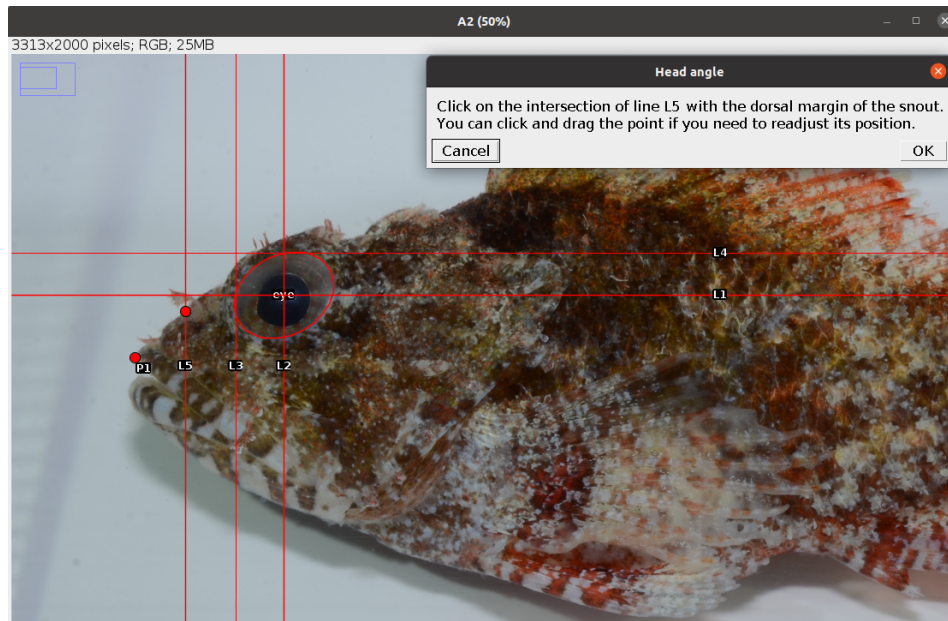 A2 (50%)
3313x2000 pixels; RGB; 25MB
Head angle
Click on the intersection of line L5 with the dorsal margin of the snout.
You can click and drag the point if you need to readjust its position.
Cancel
OK
L4
eye
L1
P1
L5
L3
L2